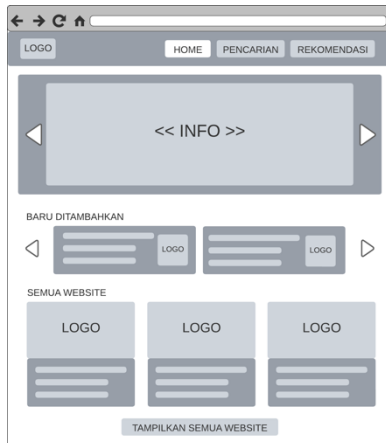 LOGO
HOME
PENCARIAN
REKOMENDASI
<< INFO >>
BARU DITAMBAHKAN
LOGO
LOGO
SEMUA WEBSITE
LOGO
LOGO
LOGO
TAMPILKAN SEMUA WEBSITE